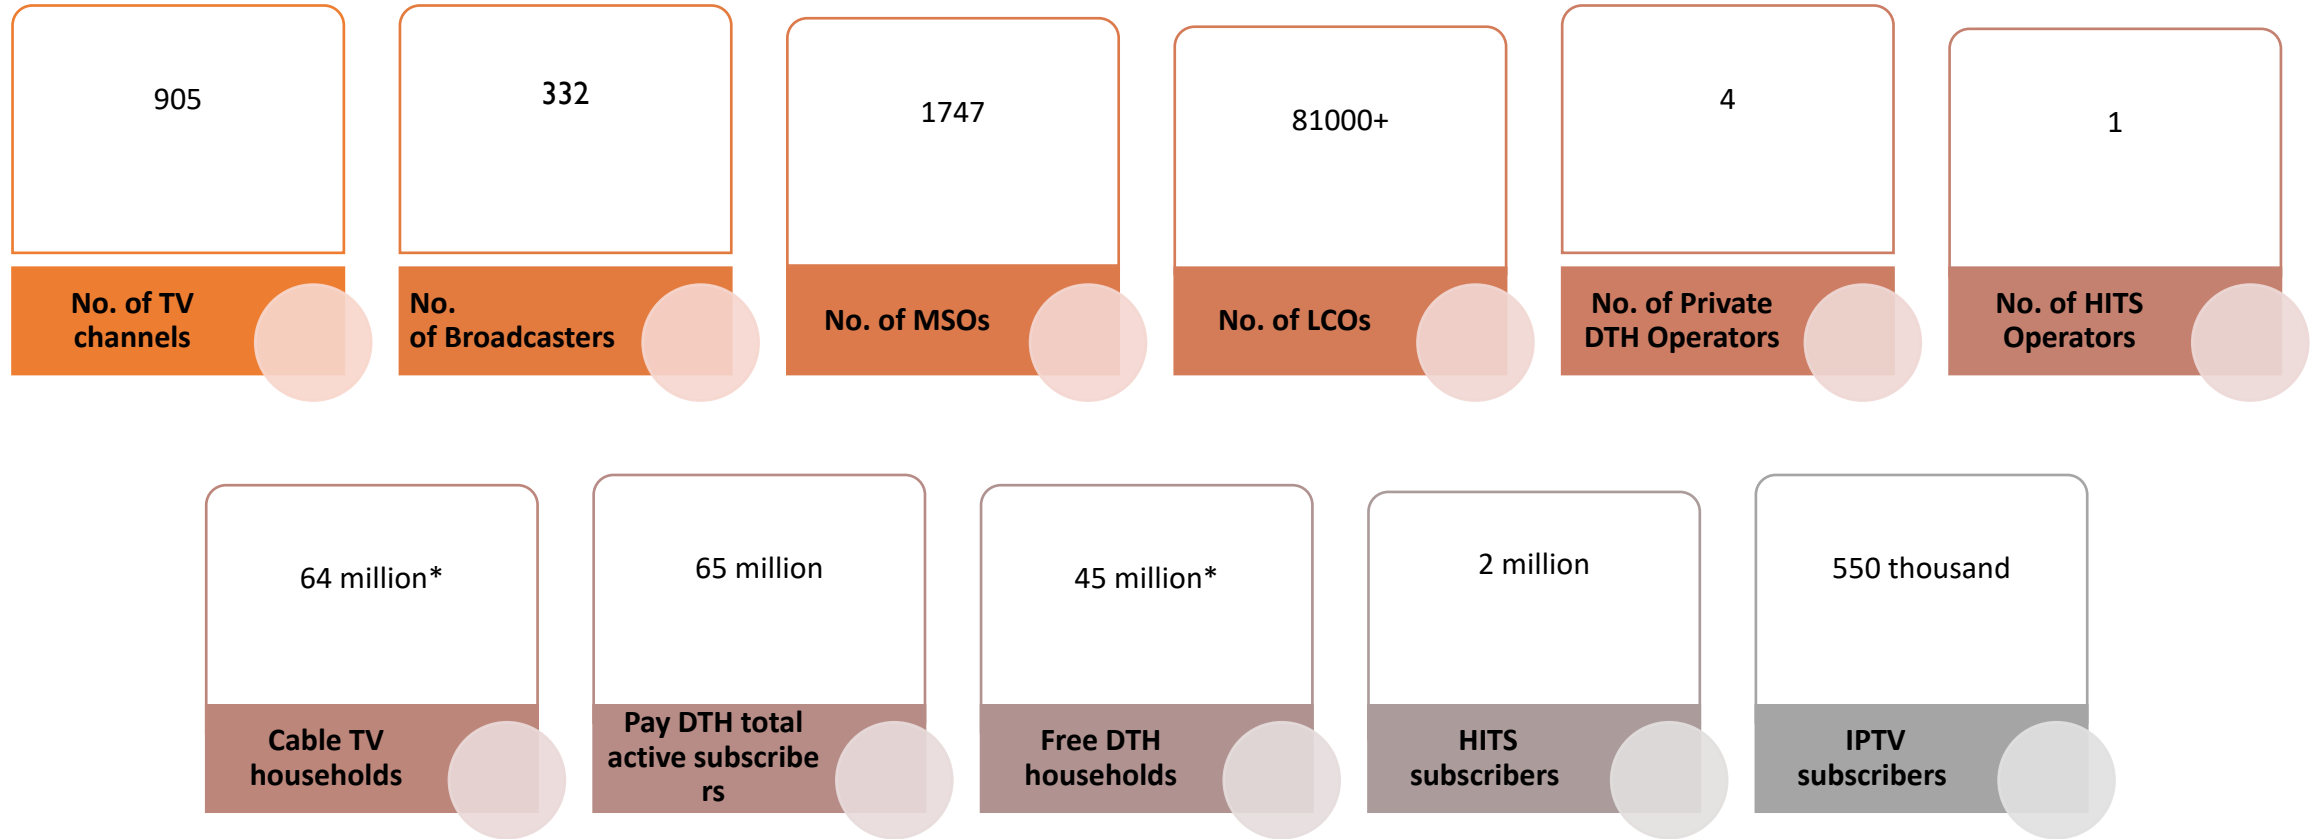 905
332
1747
81000+
4
1
No. of TV
channels
No.
of Broadcasters
No. of MSOs
No. of LCOs
No. of Private
DTH Operators
No. of HITS
Operators
64 million*
65 million
45 million*
2 million
550 thousand
Cable TV
households
Pay DTH total
active subscribe
rs
Free DTH
households
HITS
subscribers
IPTV
subscribers